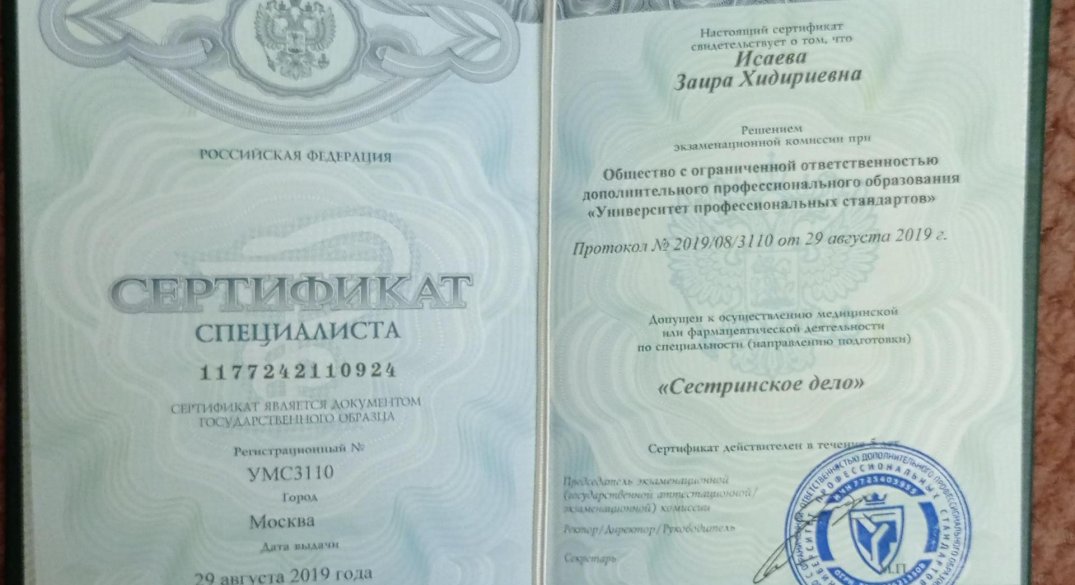 РОССИЙСКАЯ ФЕДЕРАЦИЯ
СЕРТИФИКАТ
СПЕЦИАЛИСТА
1177242110924
СЕРТИФИКАТ ЯВЛЯЕТСЯ ДОКУМЕНТОМ
ГОСУДАРСТВЕННОГО ОБРАЗЦА
Регистрационный №
УМС3110
Город
Москва
Дата выдачи
29 августа 2019 года
Настоящий сертификат
свидетельствует о том, что
Исаева
Заира Хидириевна
Решением
экзаменационной комиссии при
Общество с ограниченной ответственностью
дополнительного профессионального образования
«Университет профессиональных стандартов»
Протокол № 2019/08/3110 от 29 августа 2019 г.
Допущен к осуществлению медицинской
или фармацевтической деятельности
по специальности (направлению подготовки)
«Сестринское дело»
Сертификат действителен в течение 5 лет
Председатель экзаменационной
(государственной аттестационной/
экзаменационной) комиссии
Ректор/Директор/Руководитель
Секретарь
М.П.